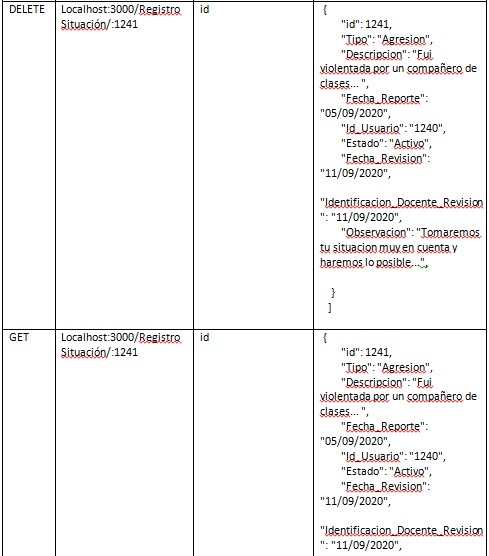 DELETE
Localhost:3000/Registro
Situación/:1241
id
{
"id": 1241,
"Tipo": "Agresion",
"Descripcion": "Fui
violentada por un compañero de
clases... ",
"Fecha_Reporte":
"05/09/2020",
"Id_Usuario": "1240",
"Estado": "Activo",
"Fecha_Revision":
"11/09/2020",
"Identificacion_Docente_Revision
": "11/09/2020",
"Observacion": "Tomaremos
tu situacion muy en cuenta y
haremos lo posible...",
}
]
GET
Localhost:3000/Registro
Situación/:1241
id
{
"id": 1241,
"Tipo": "Agresion",
"Descripcion": "Fui
violentada por un compañero de
clases... ",
"Fecha_Reporte":
"05/09/2020",
"Id_Usuario": "1240",
"Estado": "Activo",
"Fecha_Revision":
"11/09/2020",
"Identificacion_Docente_Revision
": "11/09/2020",